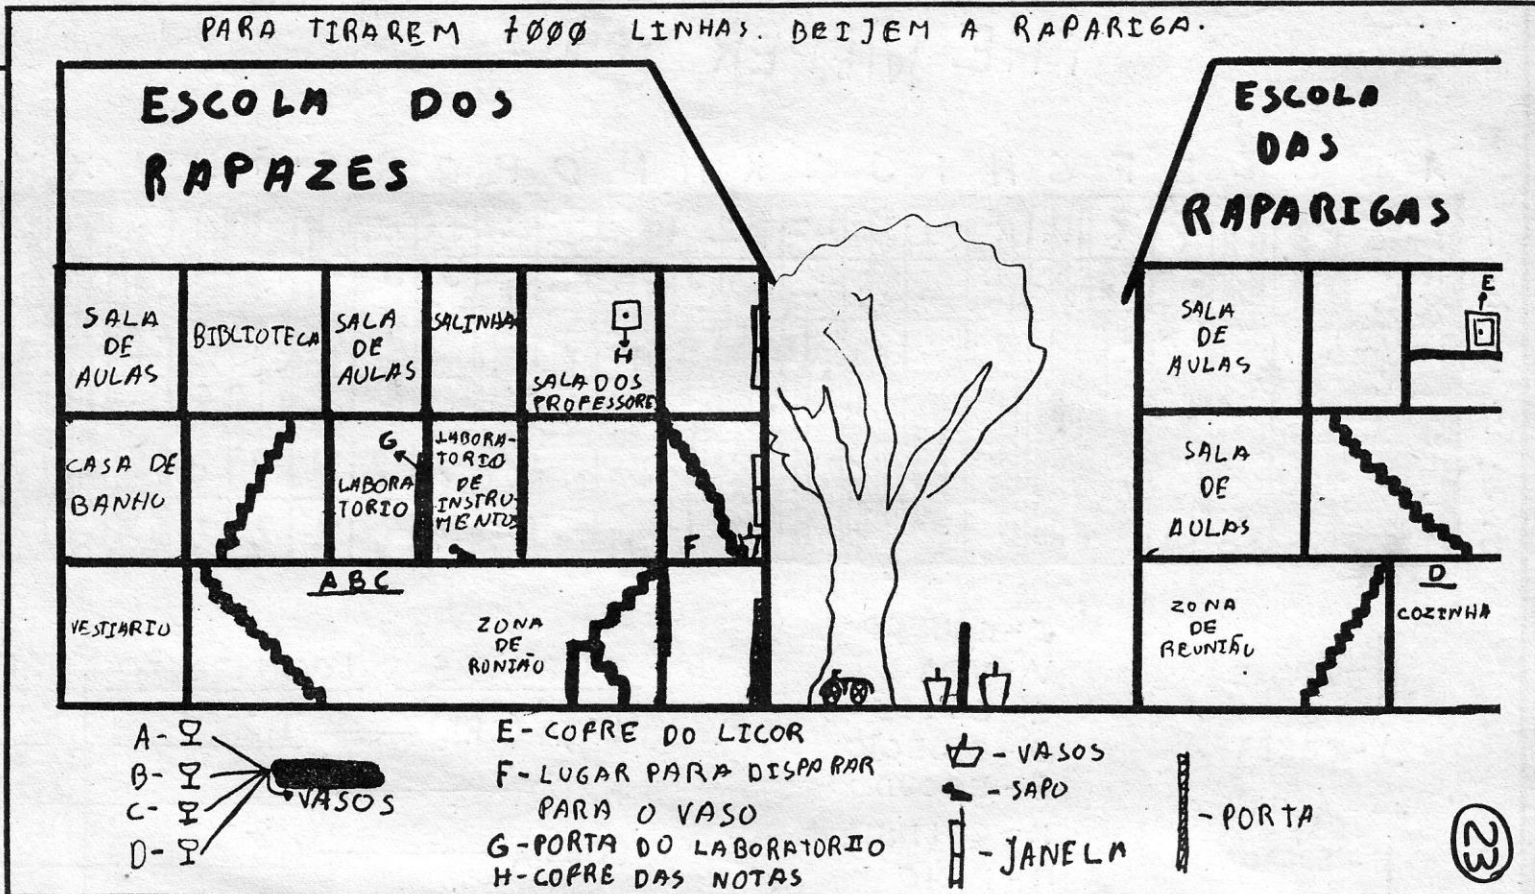 PARA TIRAREM 1000 LINHAS. BEIJEM A RAPARIGA.
ESCOLA DOS
RAPAZES
ESCOLA
DAS
RAPARIGAS
SALA
DE
AULAS
BIBLIOTECA
SALA
DE
AULAS
SALINHA
H
SALA DOS
PROFESSORES
SALA
DE
AULAS
E
CASA DE
BANHO
G
LABORA
TORIO
LABORA-
TORIO
DE
INSTRU-
MENTOS
F
SALA
DE
AULAS
VESTIARIO
A B C
ZONA
DE
RONIÃO
ZONA
DE
REUNIÃO
D
COZINHA
A-
B-
C-
D-
VASOS
E- COFRE DO LICOR
F- LUGAR PARA DISPARAR
PARA O VASO
G- PORTA DO LABORATORIO
H- COFRE DAS NOTAS
- VASOS
- SAPO
- JANELA
- PORTA
23